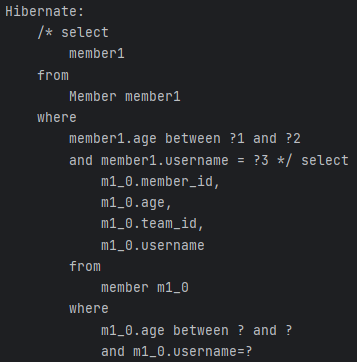 Hibernate:
    /* select
        member1
    from
        Member member1
    where
        member1.age between ?1 and ?2
        and member1.username = ?3 */ select
            m1_0.member_id,
            m1_0.age,
            m1_0.team_id,
            m1_0.username
        from
            member m1_0
        where
            m1_0.age between ? and ?
            and m1_0.username=?